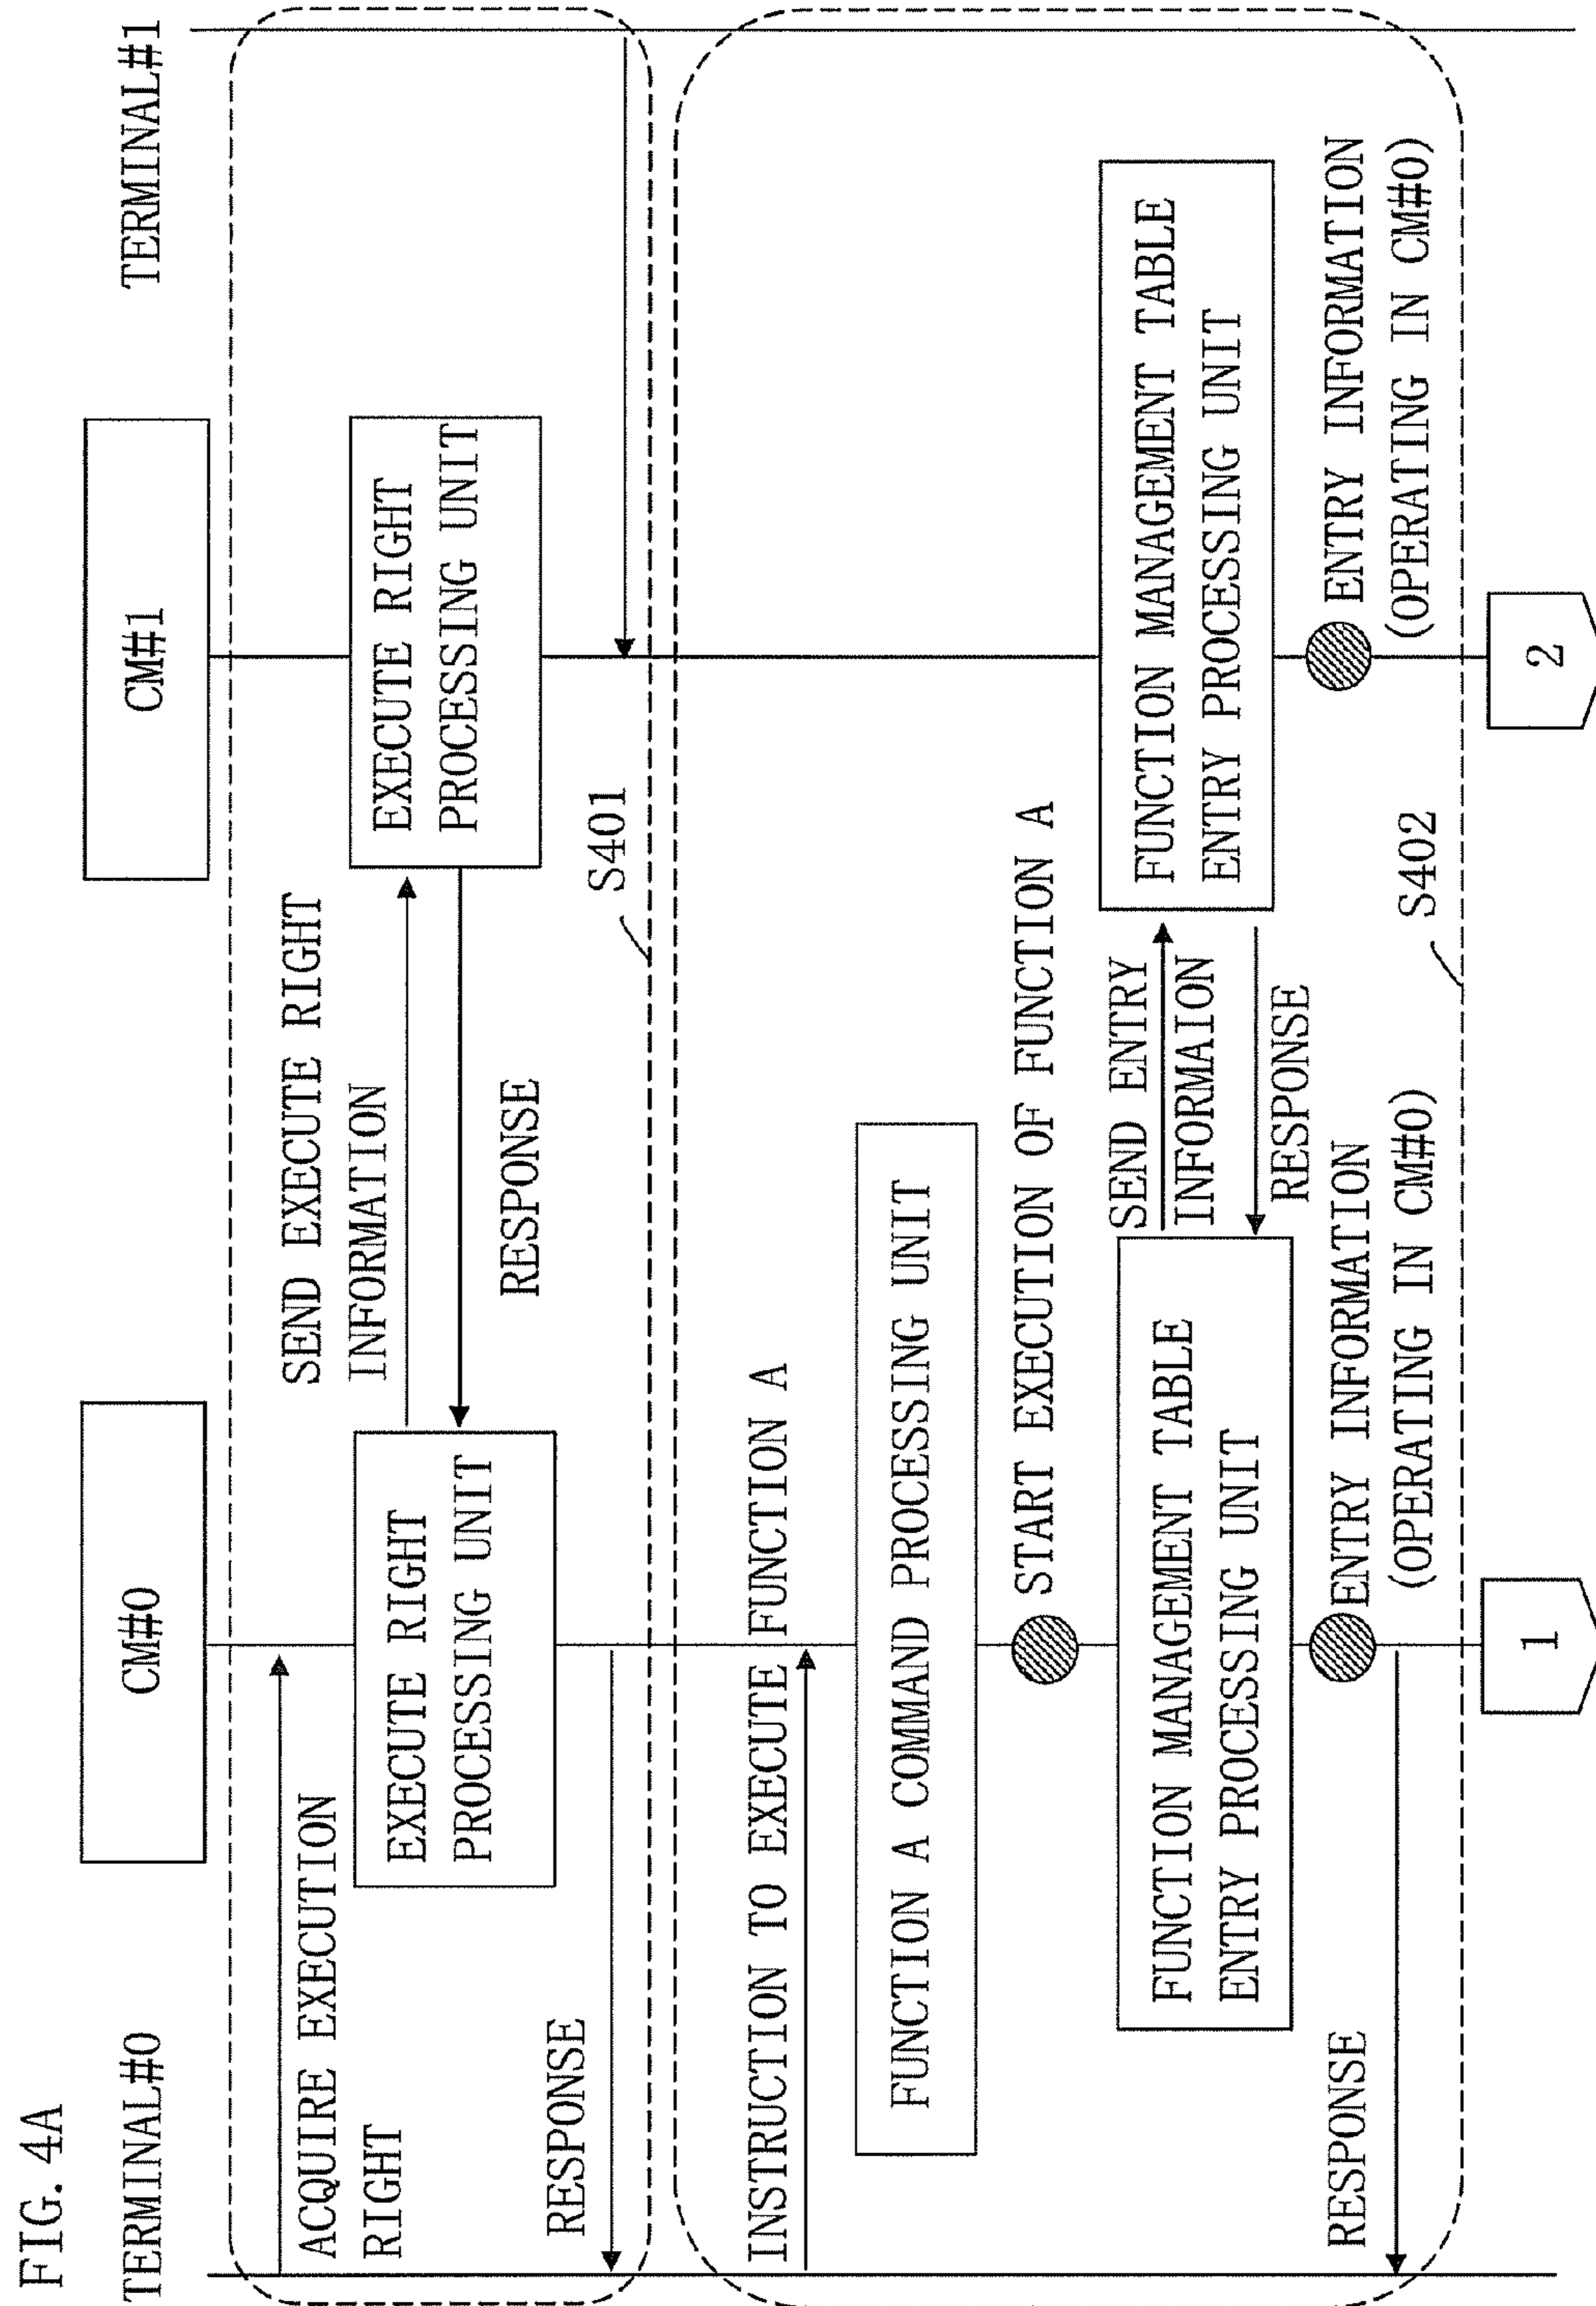 FIG. 4A
TERMINAL#0
CM#0
CM#1
TERMINAL#1
ACQUIRE EXECUTION
RIGHT
EXECUTE RIGHT
PROCESSING UNIT
SEND EXECUTE RIGHT
INFORMATION
RESPONSE
EXECUTE RIGHT
PROCESSING UNIT
RESPONSE
S401
INSTRUCTION TO EXECUTE FUNCTION A
FUNCTION A COMMAND PROCESSING UNIT
START EXECUTION OF FUNCTION A
FUNCTION MANAGEMENT TABLE
ENTRY PROCESSING UNIT
SEND ENTRY
INFORMAION
RESPONSE
FUNCTION MANAGEMENT TABLE
ENTRY PROCESSING UNIT
ENTRY INFORMATION
(OPERATING IN CM#0)
ENTRY INFORMATION
(OPERATING IN CM#0)
RESPONSE
S402
1
2